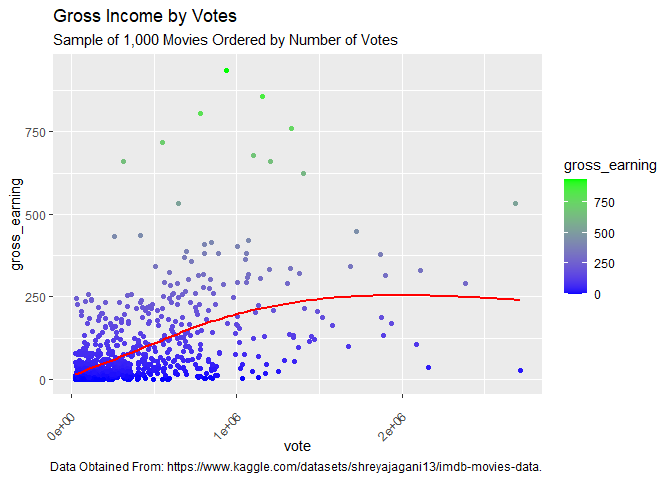 Gross Income by Votes
Sample of 1,000 Movies Ordered by Number of Votes
gross_earning
750
500
250
0
0e+00
1e+06
2e+06
vote
gross_earning
750
500
250
0
Data Obtained From: https://www.kaggle.com/datasets/shreyajagani13/imdb-movies-data.